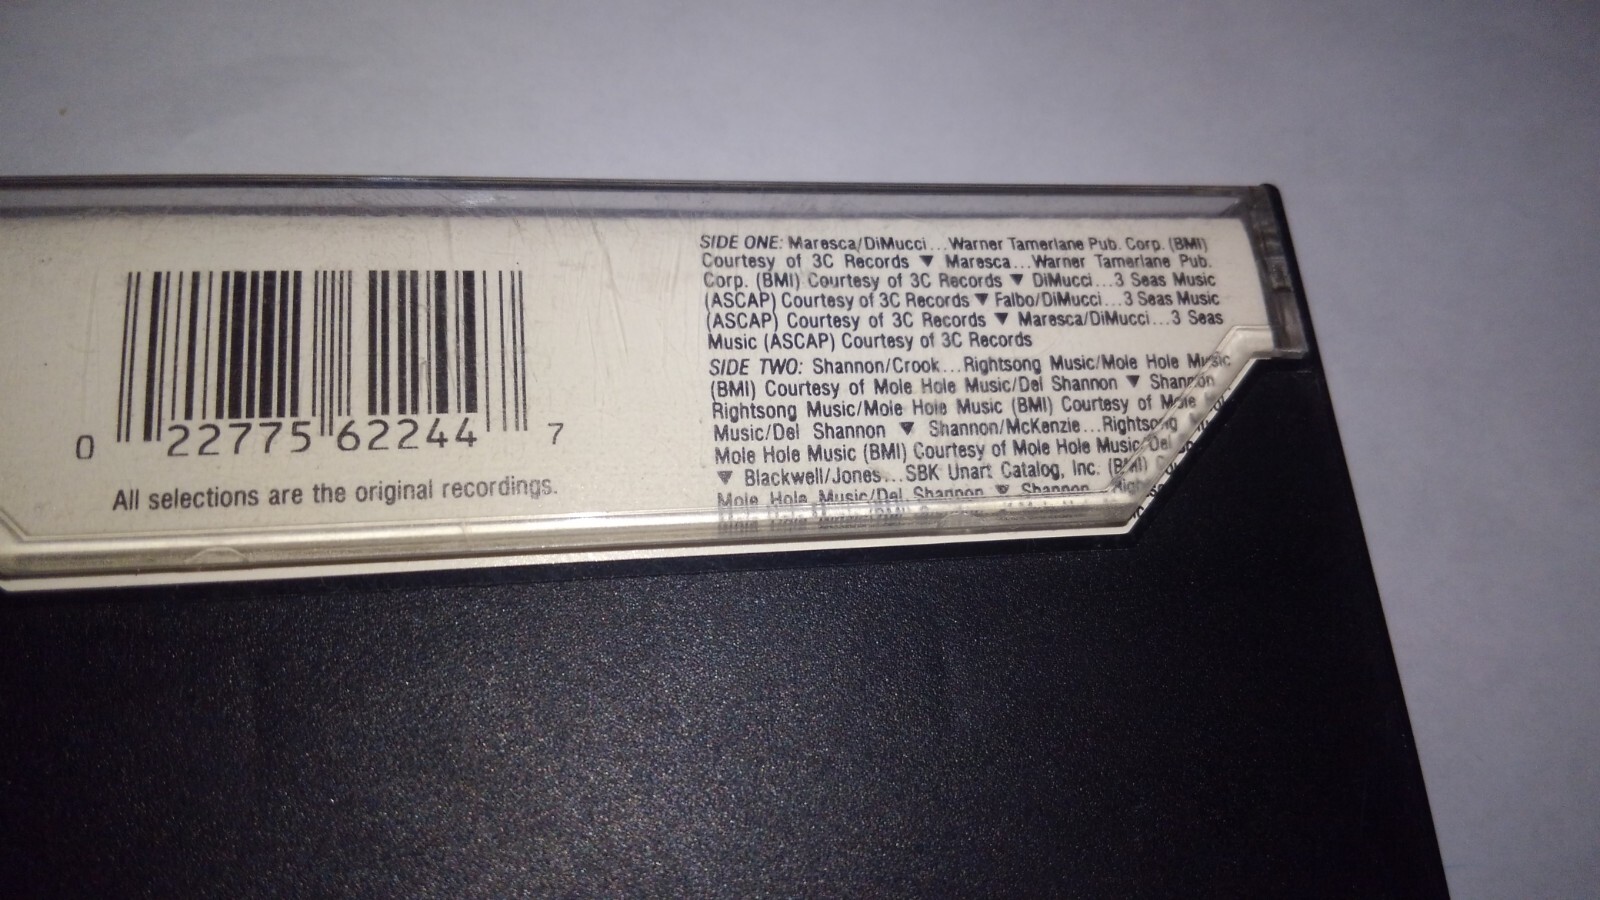 0 22775 62244 7
All selections are the original recordings.
SIDE ONE: Maresca/DiMucci...Warner Tamerlane Pub. Corp. (BMI)
Courtesy of 3C Records ▼ Maresca...Warner Tamerlane Pub.
Corp. (BMI) Courtesy of 3C Records ▼ DiMucci...3 Seas Music
(ASCAP) Courtesy of 3C Records ▼ Falbo/DiMucci...3 Seas Music
(ASCAP) Courtesy of 3C Records ▼ Maresca/DiMucci...3 Seas
Music (ASCAP) Courtesy of 3C Records
SIDE TWO: Shannon/Crook...Rightsong Music/Mole Hole Music
(BMI) Courtesy of Mole Hole Music/Del Shannon ▼ Shannon
Rightsong Music/Mole Hole Music (BMI) Courtesy of Mole
Music/Del Shannon ▼ Shannon/McKenzie...Rightsong
Mole Hole Music (BMI) Courtesy of Mole Hole Music/Del
▼ Blackwell/Jones...SBK Unart Catalog, Inc. (BMI)
Mole Hole Music/Del Shannon ▼ Shannon